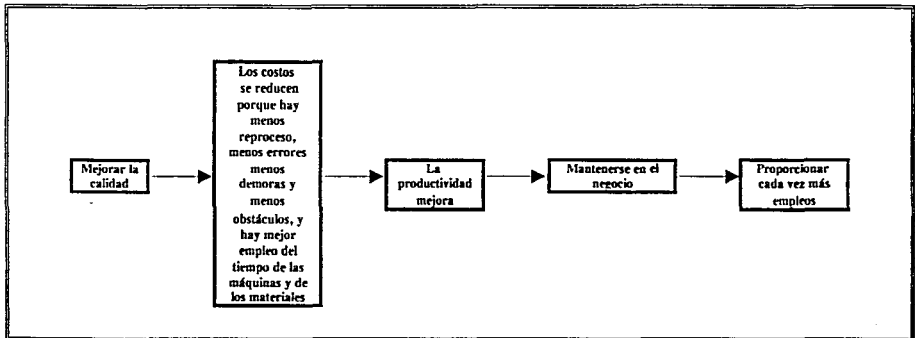 Mejorar la
calidad
Los costos
se reducen
porque hay
menos
reproceso,
menos errores
menos
demoras y
menos
obstáculos, y
hay mejor
empleo del
tiempo de las
máquinas y de
los materiales
La
productividad
mejora
Mantenerse en el
negocio
Proporcionar
cada vez más
empleos